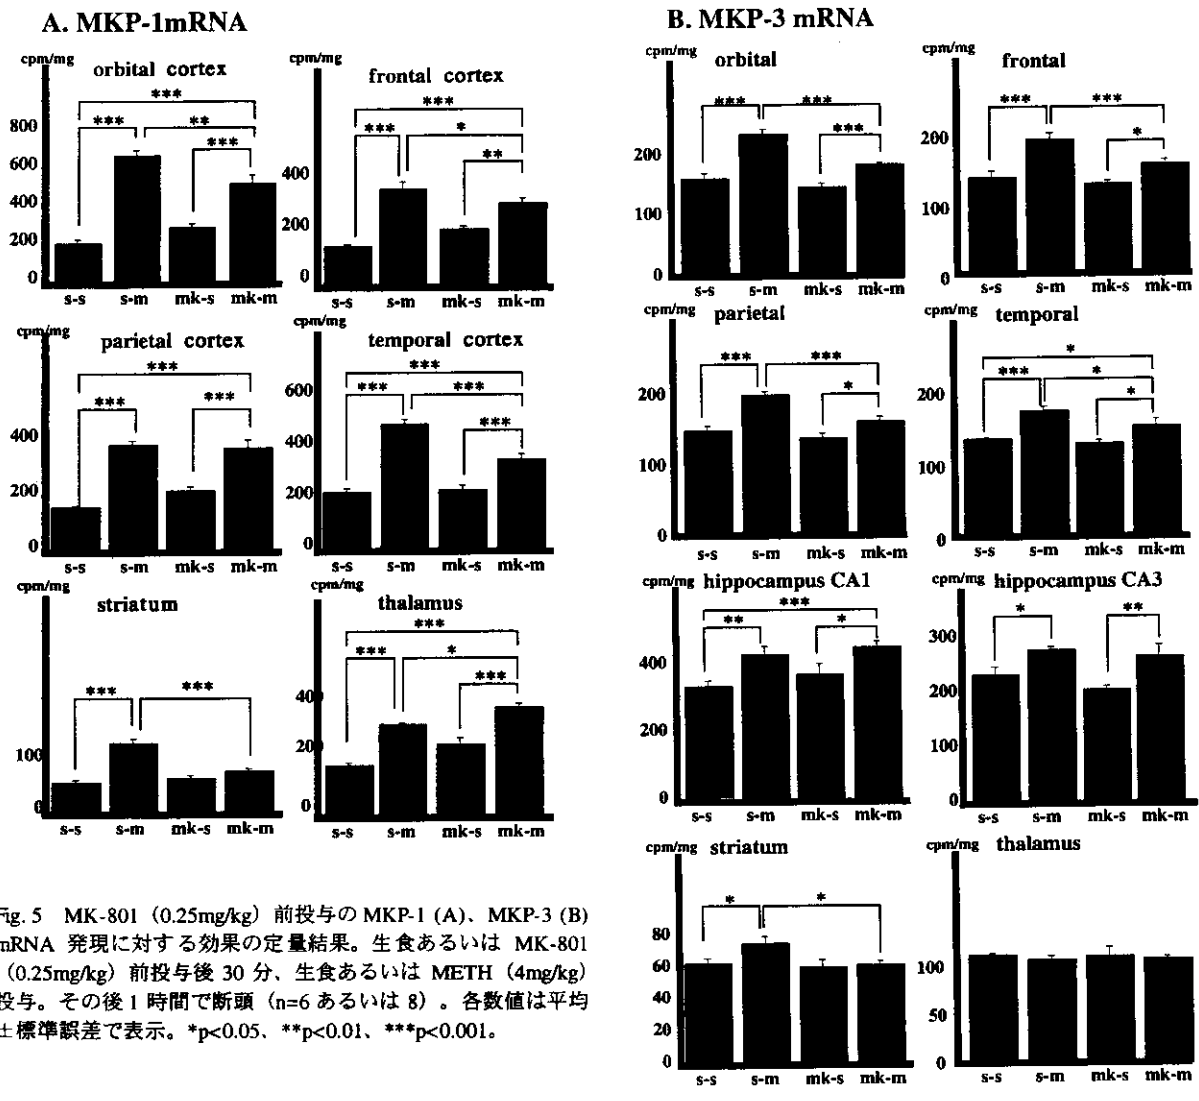 A. MKP-1mRNA
cpm/mg
orbital cortex
***
***
**
***
800
600
400
200
0
s-s s-m mk-s mk-m
cpm/mg
frontal cortex
***
***
*
**
400
200
0
s-s s-m mk-s mk-m
cpm/mg
parietal cortex
***
***
***
400
200
0
s-s s-m mk-s mk-m
cpm/mg
temporal cortex
***
***
***
***
600
400
200
0
s-s s-m mk-s mk-m
cpm/mg
striatum
***
***
100
0
s-s s-m mk-s mk-m
cpm/mg
thalamus
***
***
*
***
400
200
0
s-s s-m mk-s mk-m
Fig. 5 MK-801（0.25mg/kg）前投与の MKP-1 (A)、MKP-3 (B)
mRNA 発現に対する効果の定量結果。生食あるいは MK-801
（0.25mg/kg）前投与後 30 分、生食あるいは METH（4mg/kg）
投与。その後 1 時間で断頭（n=6 あるいは 8）。各数値は平均
±標準誤差で表示。*p<0.05、**p<0.01、***p<0.001。
B. MKP-3 mRNA
cpm/mg
orbital
***
***
***
200
100
0
s-s s-m mk-s mk-m
cpm/mg
frontal
***
***
*
200
100
0
s-s s-m mk-s mk-m
cpm/mg
parietal
***
***
*
200
100
0
s-s s-m mk-s mk-m
cpm/mg
temporal
*
***
*
*
200
100
0
s-s s-m mk-s mk-m
cpm/mg
hippocampus CA1
***
**
*
400
200
0
s-s s-m mk-s mk-m
cpm/mg
hippocampus CA3
*
**
300
200
100
0
s-s s-m mk-s mk-m
cpm/mg
striatum
*
*
80
60
40
20
0
s-s s-m mk-s mk-m
cpm/mg
thalamus
100
50
0
s-s s-m mk-s mk-m